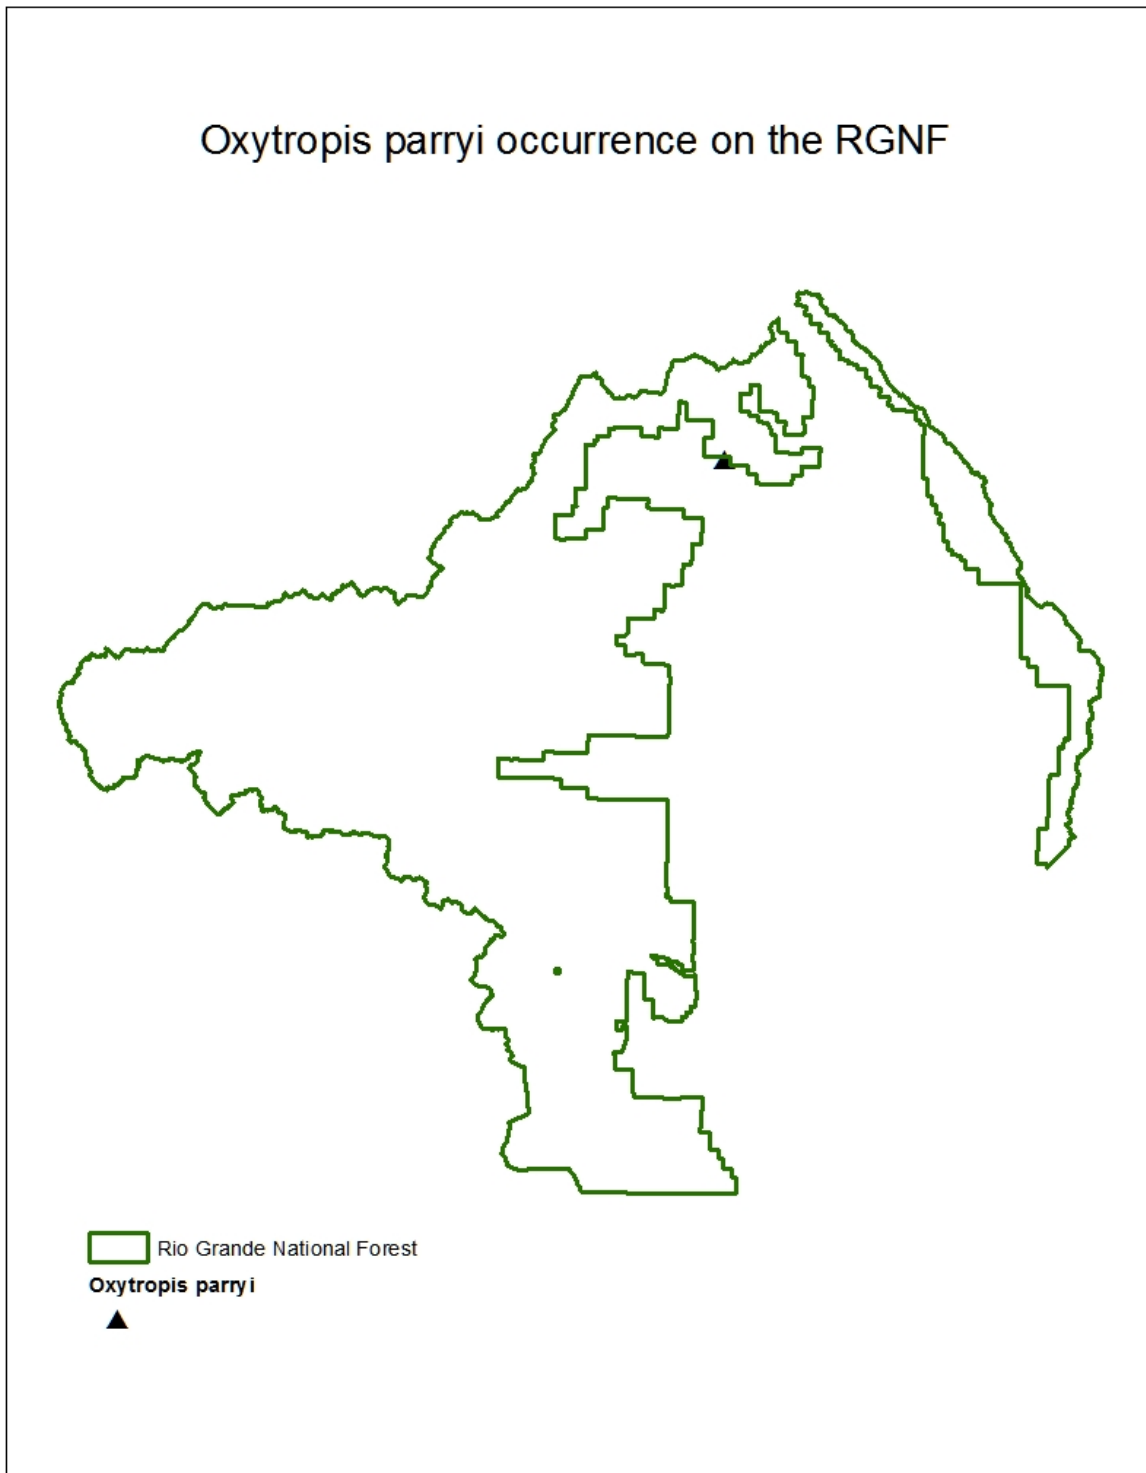 Oxytropis parryi occurrence on the RGNF
Rio Grande National Forest
Oxytropis parryi